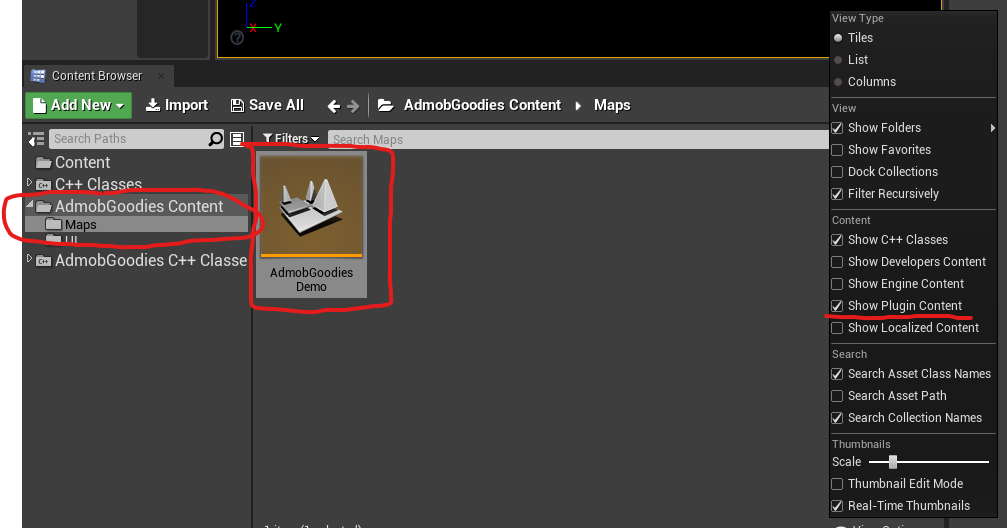 Z
X Y
?
Content Browser
Add New
Import
Save All
AdmobGoodies Content
Maps
Search Paths
Filters
Search Maps
Content
C++ Classes
AdmobGoodies Content
Maps
UI
AdmobGoodies C++ Classe
AdmobGoodies
Demo
View Type
Tiles
List
Columns
View
Show Folders
Show Favorites
Dock Collections
Filter Recursively
Content
Show C++ Classes
Show Developers Content
Show Engine Content
Show Plugin Content
Show Localized Content
Search
Search Asset Class Names
Search Asset Path
Search Collection Names
Thumbnails
Scale
Thumbnail Edit Mode
Real-Time Thumbnails